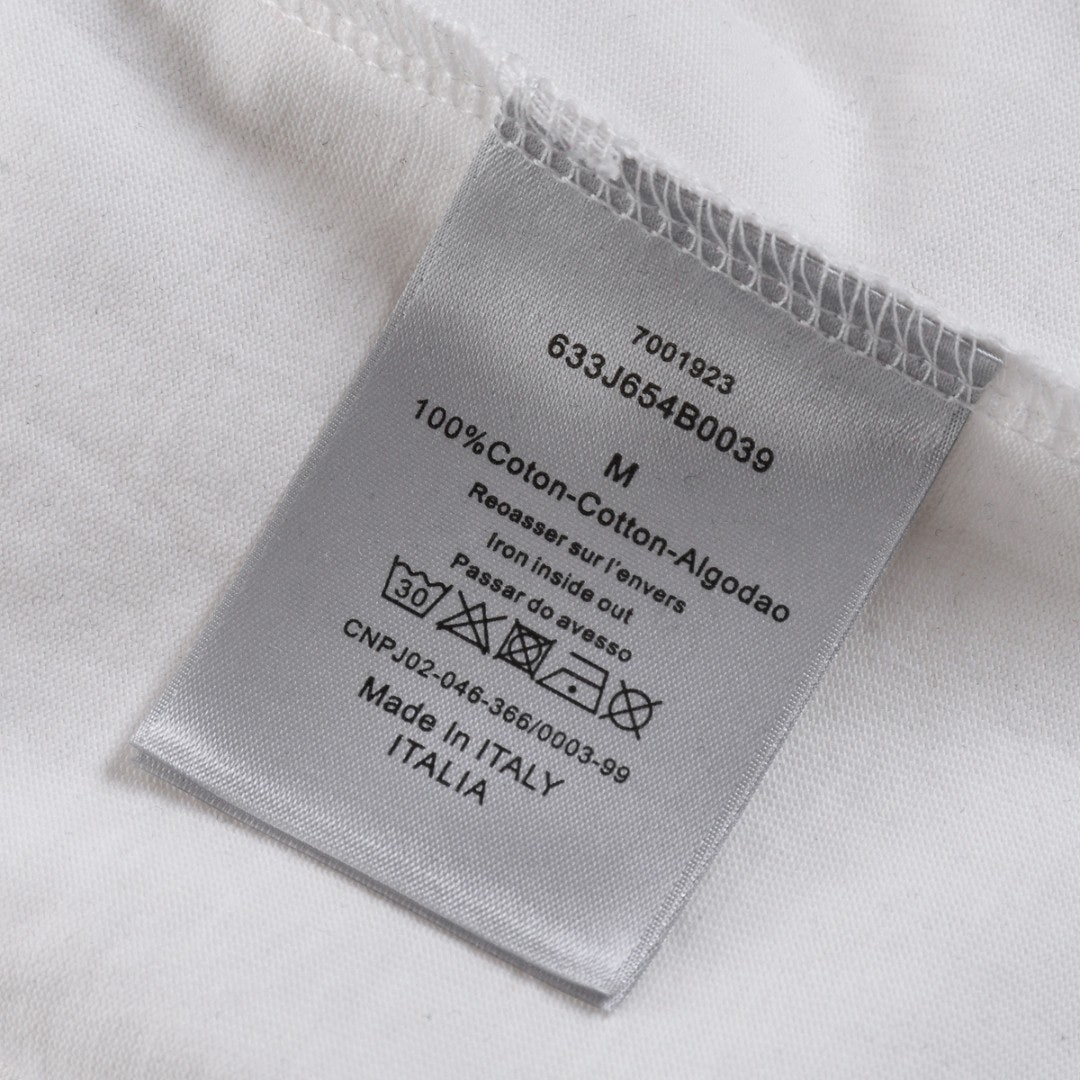 7001923
633J654B0039
M
100%Coton-Cotton-Algodao
Reoasser sur l'envers
Iron inside out
Passar do avesso
30
CNPJ02-046-366/0003-99
Made In ITALY
ITALIA